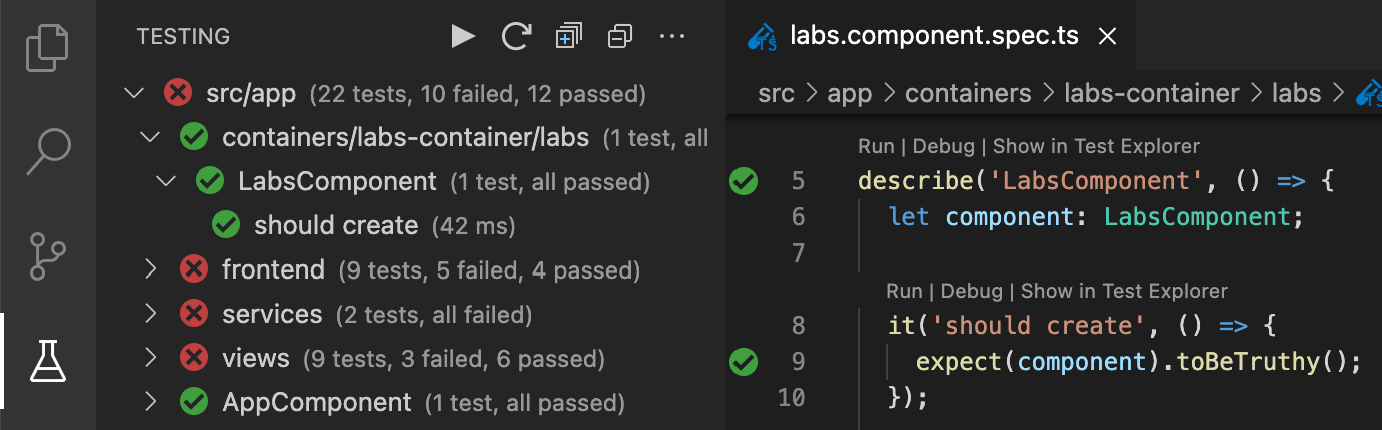 TESTING
src/app (22 tests, 10 failed, 12 passed)
containers/labs-container/labs (1 test, all
LabsComponent (1 test, all passed)
should create (42 ms)
frontend (9 tests, 5 failed, 4 passed)
services (2 tests, all failed)
views (9 tests, 3 failed, 6 passed)
AppComponent (1 test, all passed)
TS labs.component.spec.ts
src > app > containers > labs-container > labs > TS
Run | Debug | Show in Test Explorer
5 describe('LabsComponent', () => {
6 let component: LabsComponent;
7
Run | Debug | Show in Test Explorer
8 it('should create', () => {
9 expect(component).toBeTruthy();
10 });